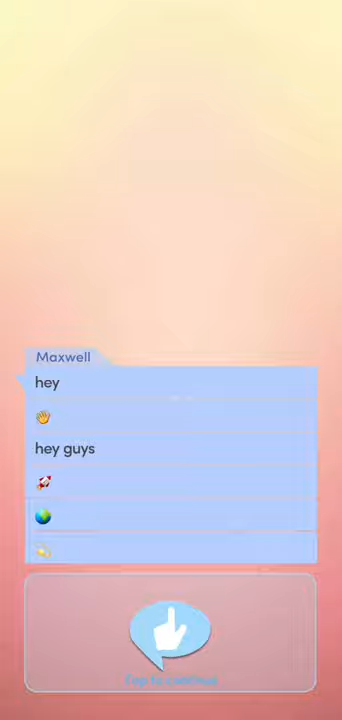 Maxwell
hey
👋
hey guys
🚀
🌍
💫
Tap to continue